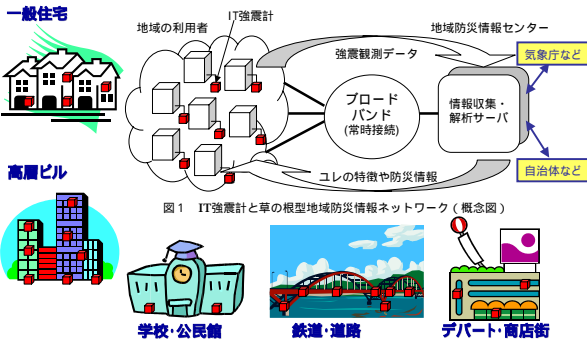 一般住宅
地域の利用者
IT強震計
地域防災情報センター
強震観測データ
気象庁など
ブロード
バンド
(常時接続)
情報収集・
解析サーバ
高層ビル
ユレの特徴や防災情報
自治体など
図1 IT強震計と草の根型地域防災情報ネットワーク(概念図)
学校・公民館
鉄道・道路
デパート・商店街